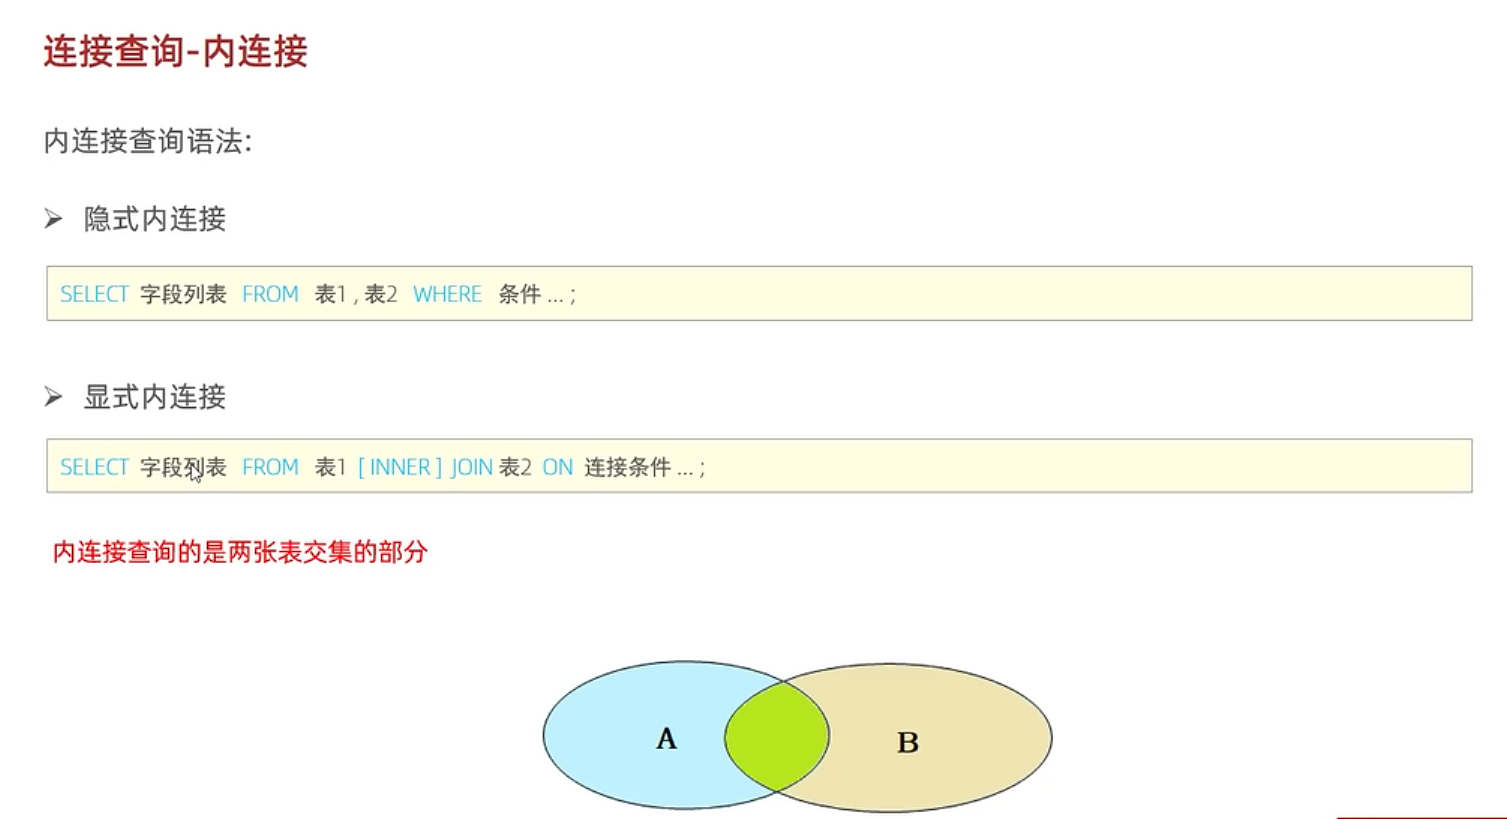 连接查询-内连接
内连接查询语法:
➢ 隐式内连接
SELECT 字段列表 FROM 表1 , 表2 WHERE 条件 ... ;
➢ 显式内连接
SELECT 字段列表 FROM 表1 [ INNER ] JOIN 表2 ON 连接条件 ... ;
内连接查询的是两张表交集的部分
A B